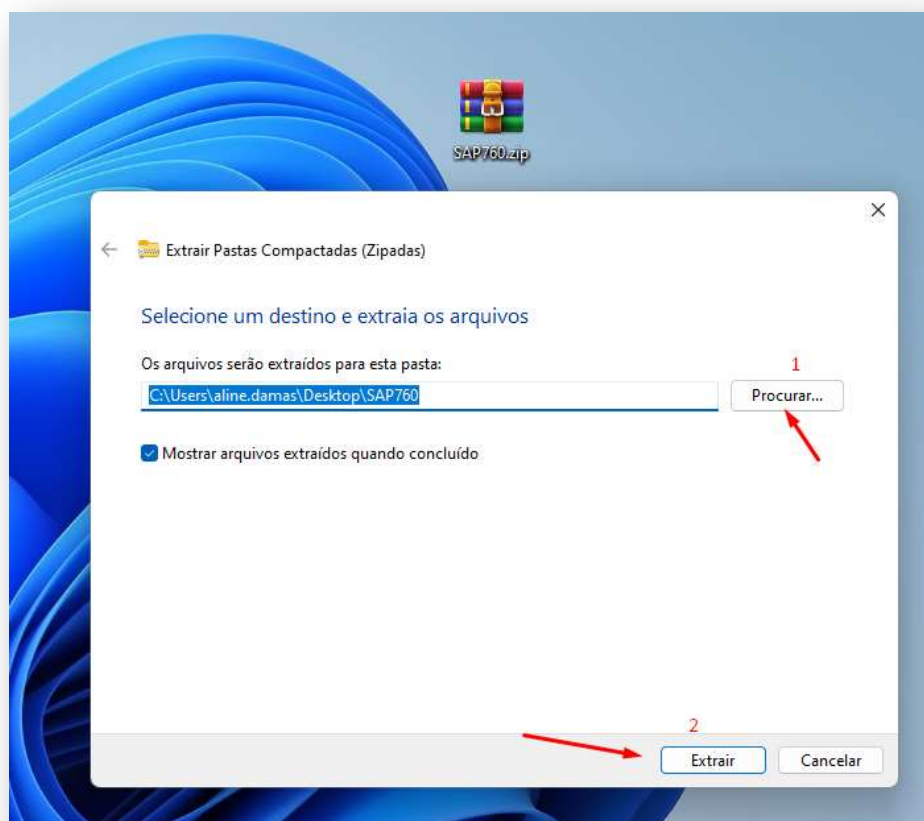 SAP760.zip
Extrair Pastas Compactadas (Zipadas)
Selecione um destino e extraia os arquivos
Os arquivos serão extraídos para esta pasta:
1
C:\Users\aline.damas\Desktop\SAP760
Procurar...
Mostrar arquivos extraídos quando concluído
2
Extrair
Cancelar